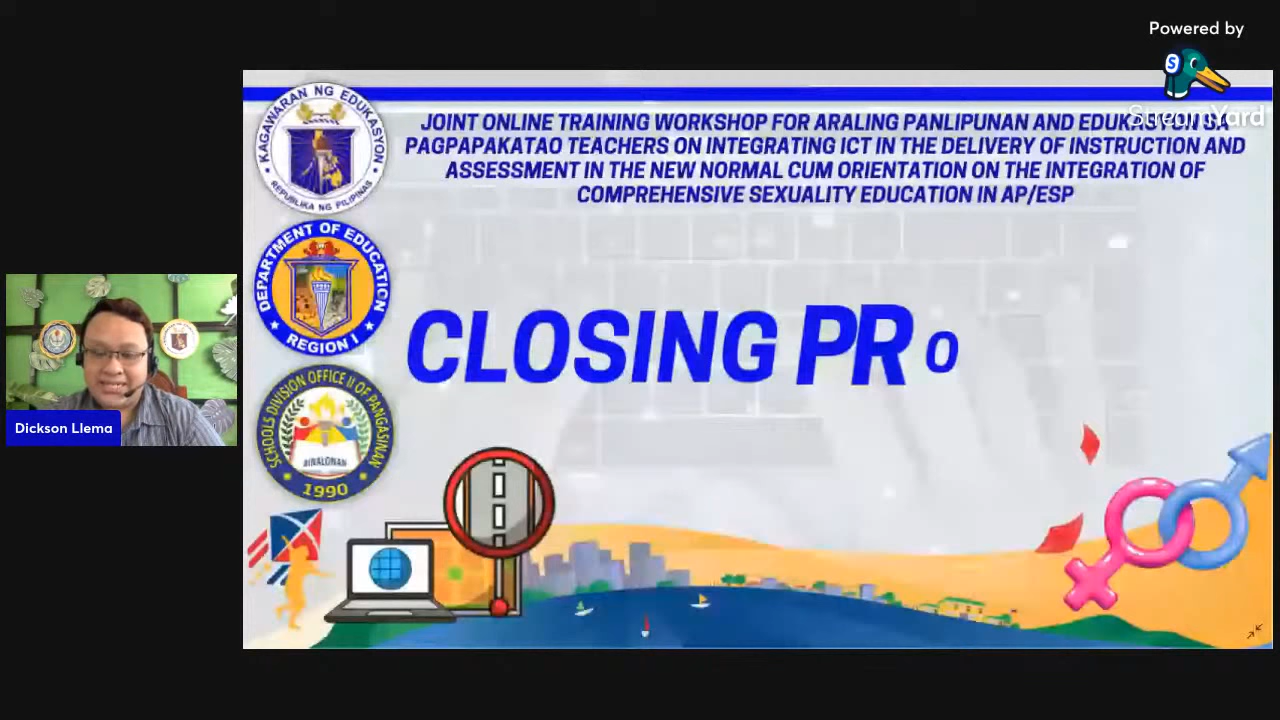 Powered by
StreamYard
KAGAWARAN NG EDUKASYON
REPUBLIKA NG PILIPINAS
JOINT ONLINE TRAINING WORKSHOP FOR ARALING PANLIPUNAN AND EDUKASYON SA
PAGPAPAKATAO TEACHERS ON INTEGRATING ICT IN THE DELIVERY OF INSTRUCTION AND
ASSESSMENT IN THE NEW NORMAL CUM ORIENTATION ON THE INTEGRATION OF
COMPREHENSIVE SEXUALITY EDUCATION IN AP/ESP
DEPARTMENT OF EDUCATION
REGION I
CLOSING PRO
SCHOOLS DIVISION OFFICE II OF PANGASINAN
BINALONAN
1990
Dickson Llema